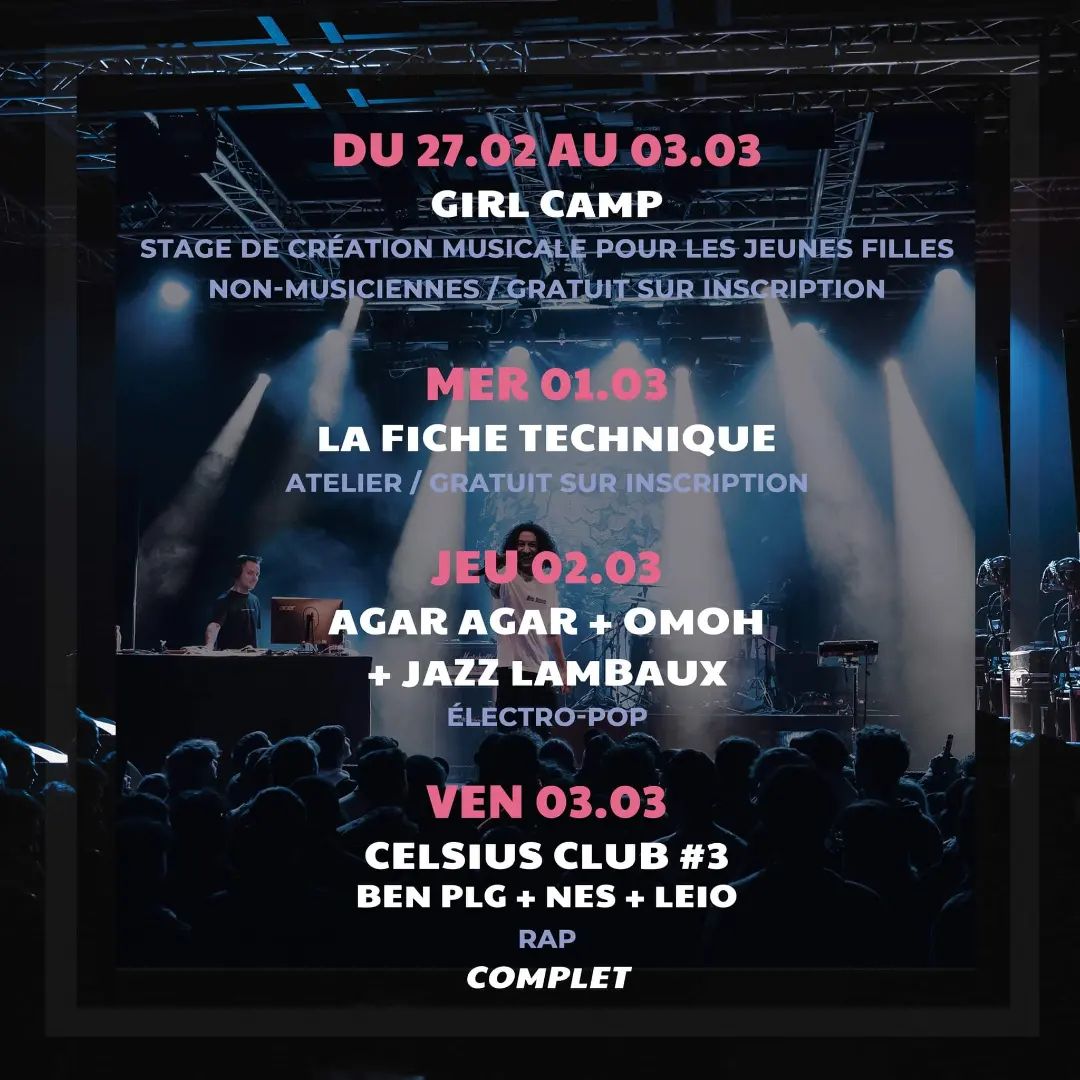 DU 27.02 AU 03.03
GIRL CAMP
STAGE DE CRÉATION MUSICALE POUR LES JEUNES FILLES
NON-MUSICIENNES / GRATUIT SUR INSCRIPTION
MER 01.03
LA FICHE TECHNIQUE
ATELIER / GRATUIT SUR INSCRIPTION
JEU 02.03
AGAR AGAR + OMOH
+ JAZZ LAMBAUX
ÉLECTRO-POP
VEN 03.03
CELSIUS CLUB #3
BEN PLG + NES + LEIO
RAP
COMPLET
acer